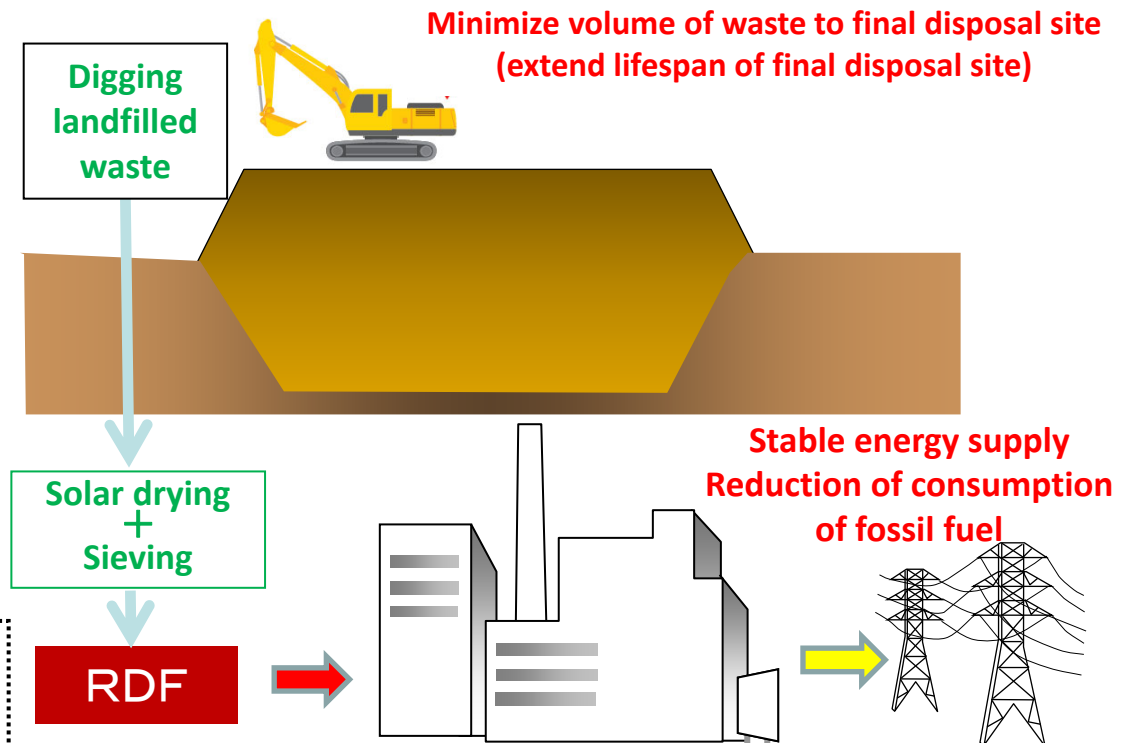 Minimize volume of waste to final disposal site
(extend lifespan of final disposal site)
Digging
landfilled
waste
Solar drying
+
Sieving
RDF
Stable energy supply
Reduction of consumption
of fossil fuel